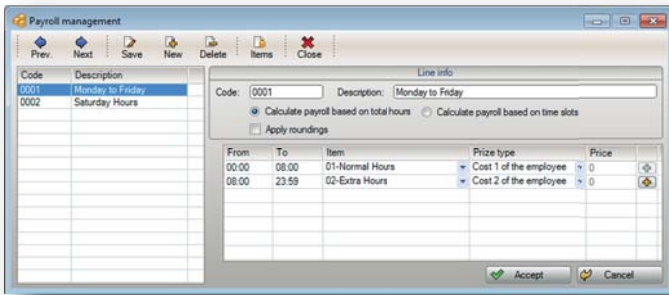 Payroll management
Prev. Next Save New Delete Items Close
Code Description
0001 Monday to Friday
0002 Saturday Hours
Line info
Code: 0001 Description: Monday to Friday
Calculate payroll based on total hours Calculate payroll based on time slots
Apply roundings
From To Item Prize type Price
00:00 08:00 01-Normal Hours Cost 1 of the employee 0
08:00 23:59 02-Extra Hours Cost 2 of the employee 0
Accept Cancel